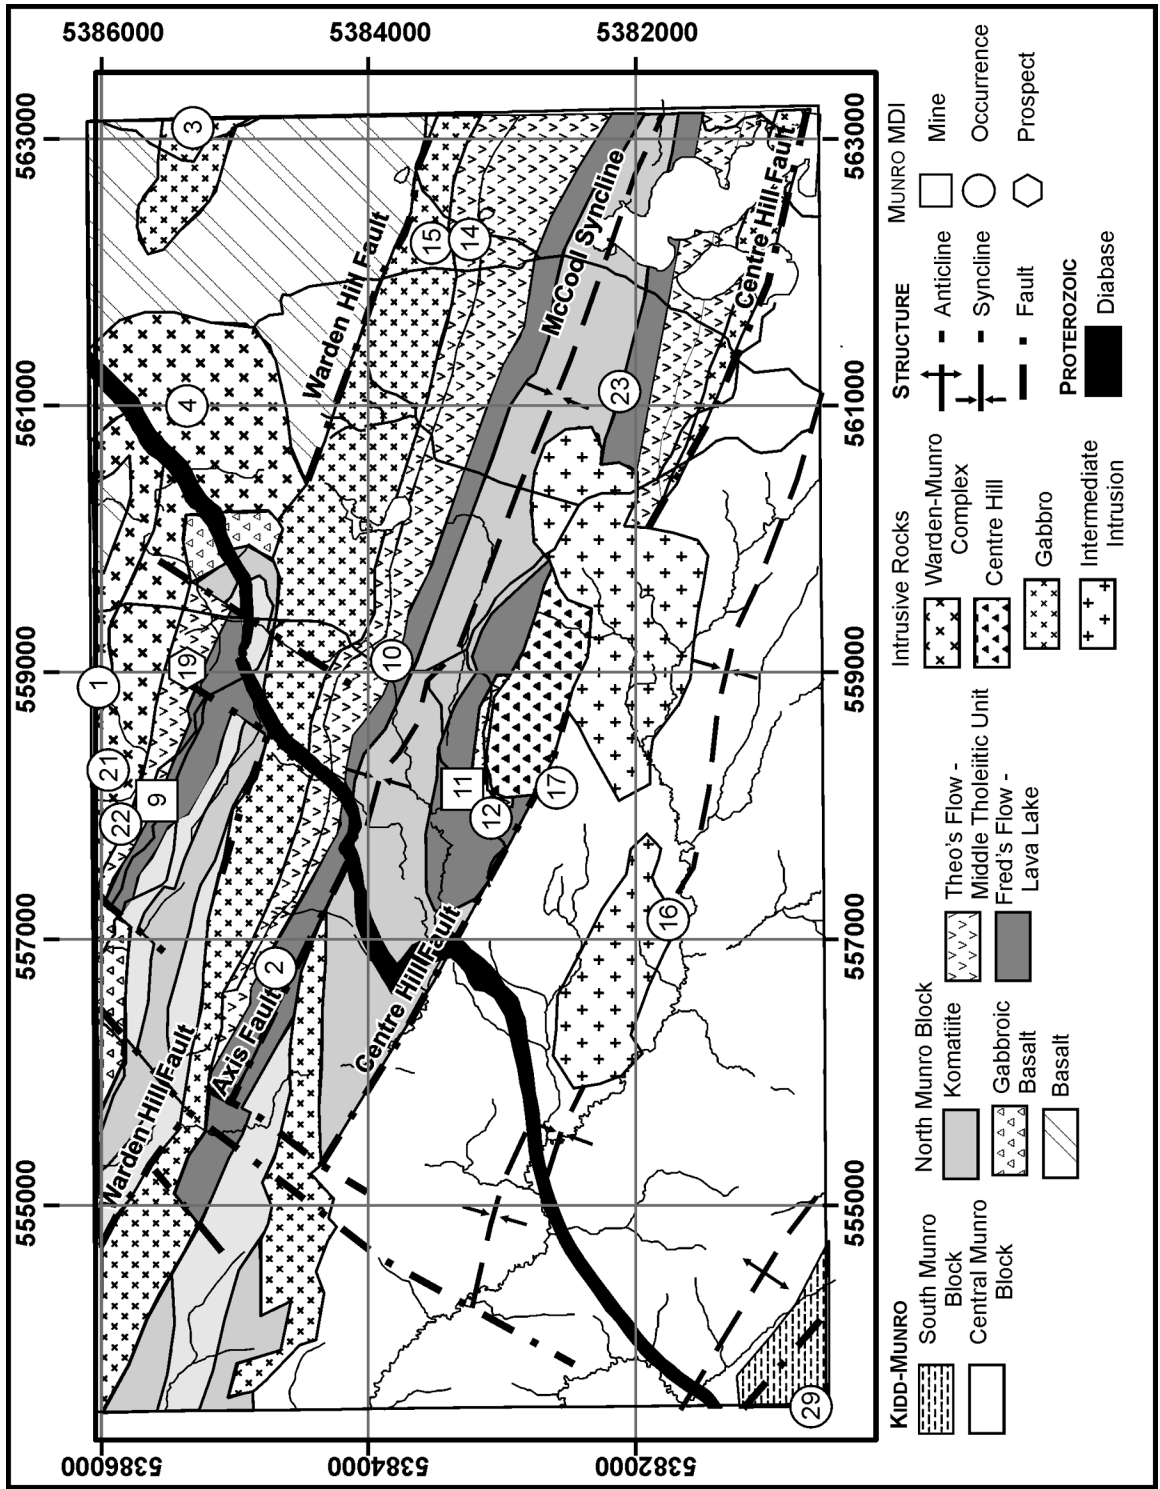 5386000
5384000
5382000
563000
561000
559000
557000
555000
563000
561000
559000
557000
555000
5386000
5384000
5382000
Warden Hill Fault
McCool Syncline
Centre Hill Fault
Warden Hill Fault
Axis Fault
Centre Hill Fault
3
15
14
4
23
1
19
10
21
22
9
11
12
17
2
16
29
KIDD-MUNRO
South Munro
Block
Central Munro
Block
North Munro Block
Komatiite
Gabbroic
Basalt
Basalt
Theo's Flow -
Middle Tholeiitic Unit
Fred's Flow -
Lava Lake
Intrusive Rocks
Warden-Munro
Complex
Centre Hill
Gabbro
Intermediate
Intrusion
STRUCTURE
Anticline
Syncline
Fault
PROTEROZOIC
Diabase
MUNRO MDI
Mine
Occurrence
Prospect